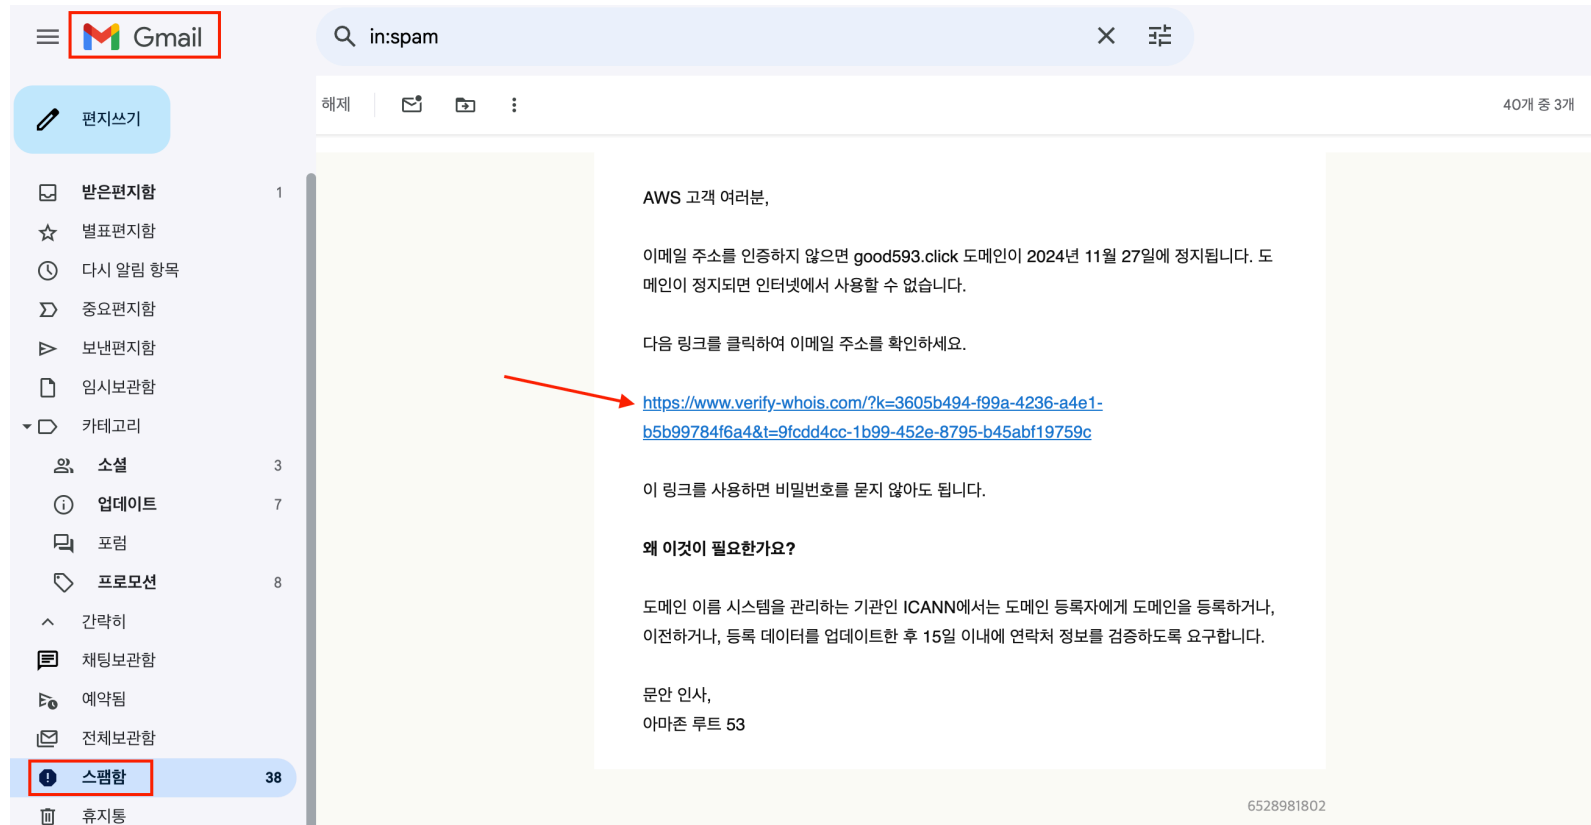 Gmail
in:spam
편지쓰기
해제
40개 중 3개
받은편지함 1
별표편지함
다시 알림 항목
중요편지함
보낸편지함
임시보관함
카테고리
소셜 3
업데이트 7
포럼
프로모션 8
간략히
채팅보관함
예약됨
전체보관함
스팸함 38
휴지통
AWS 고객 여러분,
이메일 주소를 인증하지 않으면 good593.click 도메인이 2024년 11월 27일에 정지됩니다. 도
메인이 정지되면 인터넷에서 사용할 수 없습니다.
다음 링크를 클릭하여 이메일 주소를 확인하세요.
https://www.verify-whois.com/?k=3605b494-f99a-4236-a4e1-
b5b99784f6a4&t=9fcdd4cc-1b99-452e-8795-b45abf19759c
이 링크를 사용하면 비밀번호를 묻지 않아도 됩니다.
왜 이것이 필요한가요?
도메인 이름 시스템을 관리하는 기관인 ICANN에서는 도메인 등록자에게 도메인을 등록하거나,
이전하거나, 등록 데이터를 업데이트한 후 15일 이내에 연락처 정보를 검증하도록 요구합니다.
문안 인사,
아마존 루트 53
6528981802